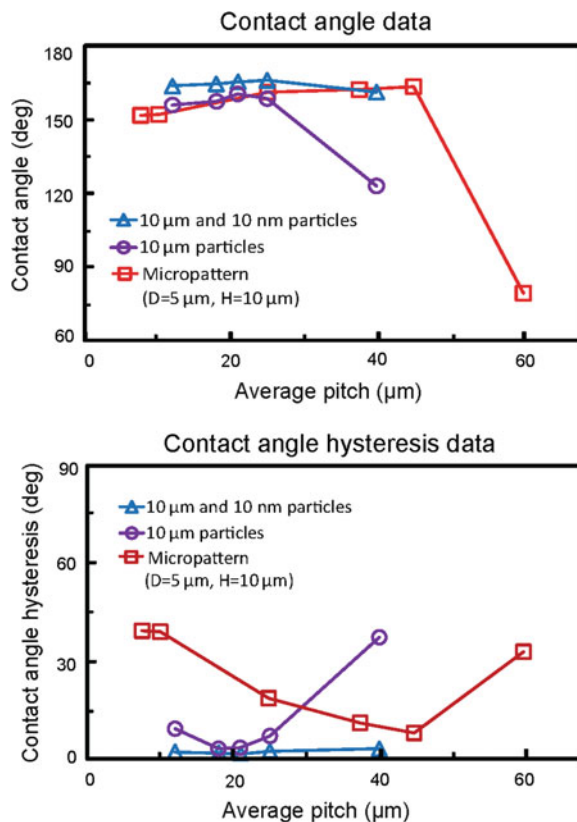 Contact angle data
Contact angle (deg)
180
150
120
90
60
10 µm and 10 nm particles
10 µm particles
Micropattern
(D=5 µm, H=10 µm)
0 20 40 60
Average pitch (µm)
Contact angle hysteresis data
Contact angle hysteresis (deg)
90
60
30
0
10 µm and 10 nm particles
10 µm particles
Micropattern
(D=5 µm, H=10 µm)
0 20 40 60
Average pitch (µm)